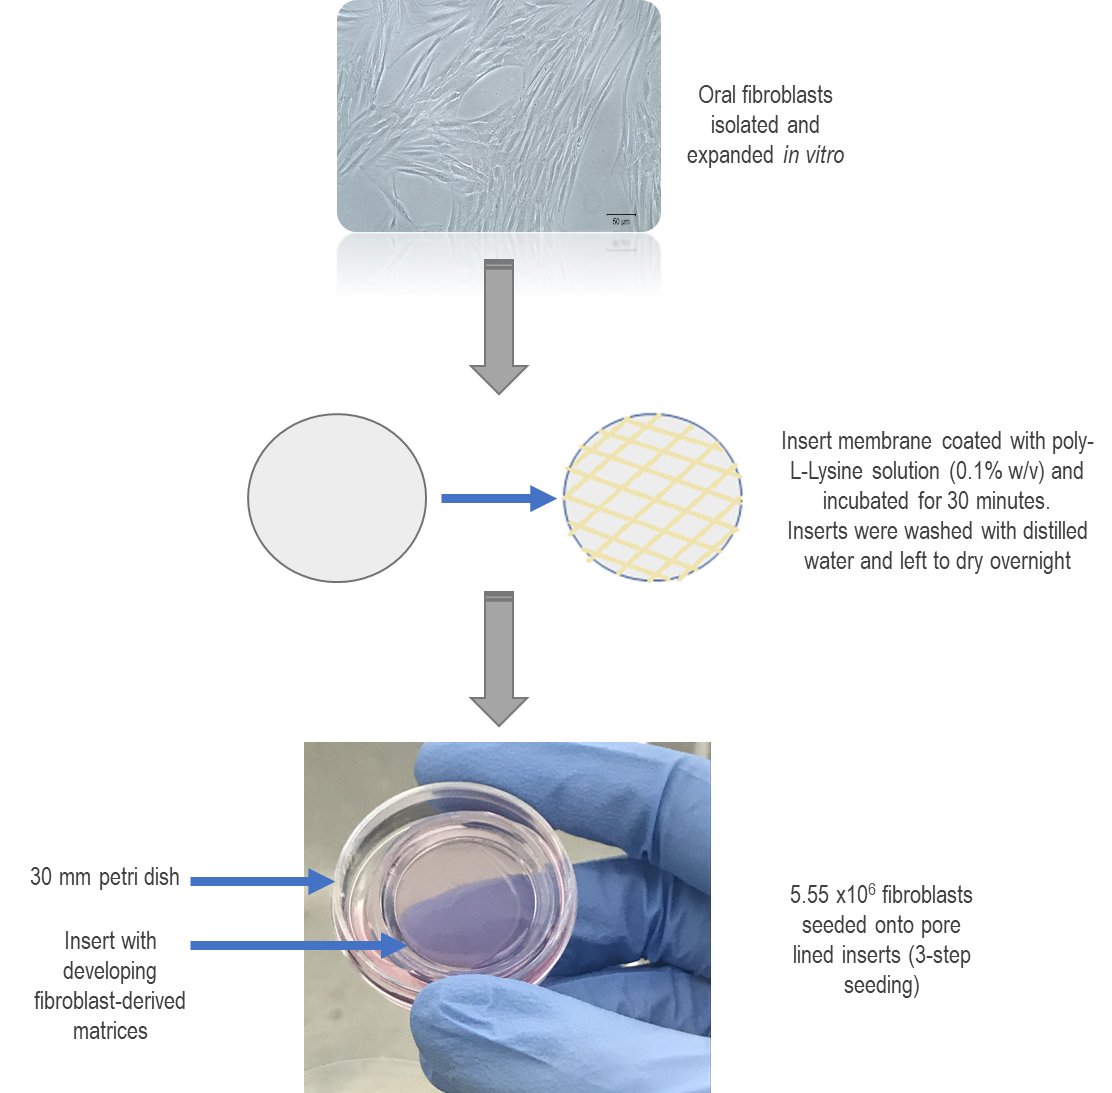 Oral fibroblasts
isolated and
expanded in vitro
50 µm
Insert membrane coated with poly-
L-Lysine solution (0.1% w/v) and
incubated for 30 minutes.
Inserts were washed with distilled
water and left to dry overnight
30 mm petri dish
Insert with
developing
fibroblast-derived
matrices
5.55 x10⁶ fibroblasts
seeded onto pore
lined inserts (3-step
seeding)